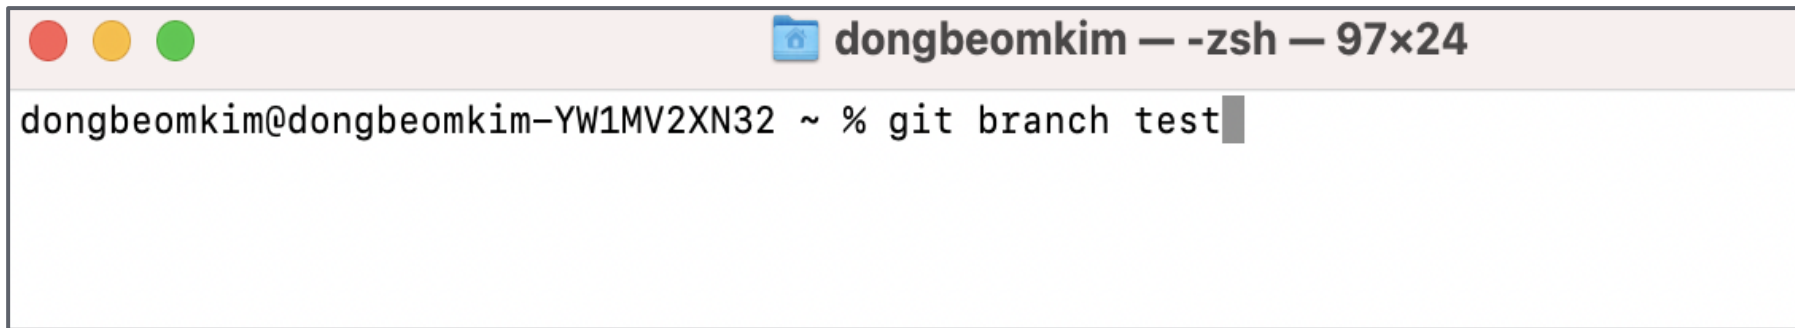 dongbeomkim — -zsh — 97×24
dongbeomkim@dongbeomkim-YW1MV2XN32 ~ % git branch test